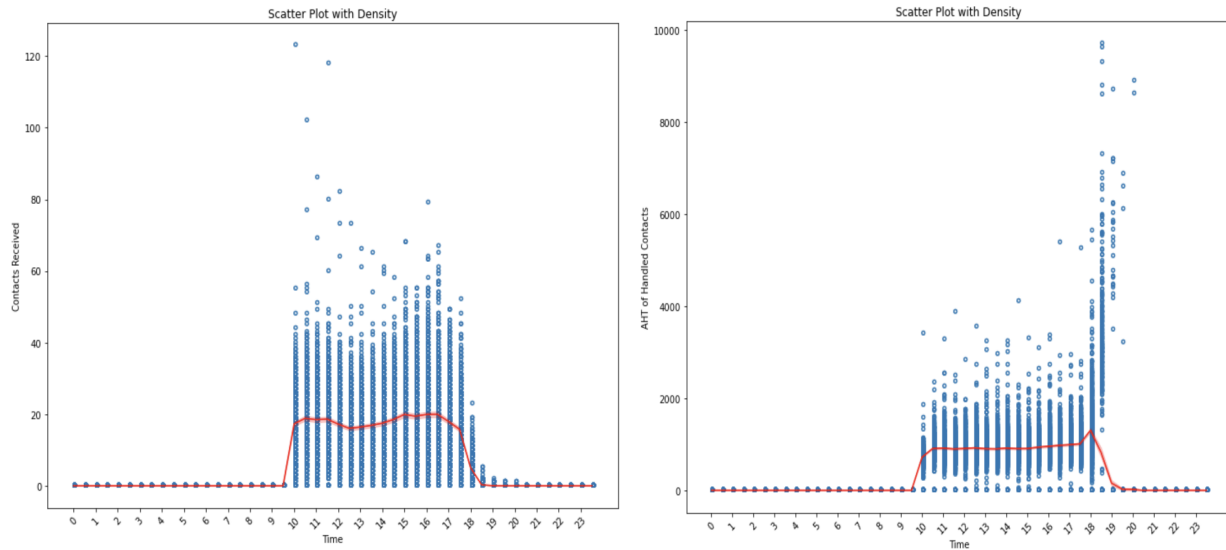 Scatter Plot with Density
Contacts Received
120
100
80
60
40
20
0
0 1 2 3 4 5 6 7 8 9 10 11 12 13 14 15 16 17 18 19 20 21 22 23
Time
Scatter Plot with Density
AHT of Handled Contacts
10000
8000
6000
4000
2000
0
0 1 2 3 4 5 6 7 8 9 10 11 12 13 14 15 16 17 18 19 20 21 22 23
Time